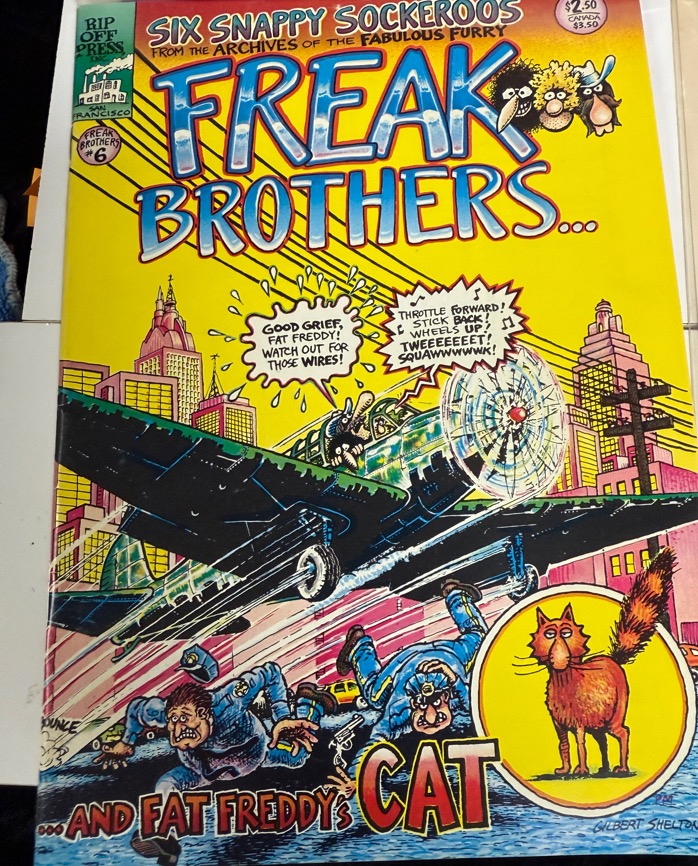 SIX SNAPPY SOCKEROOS
FROM THE ARCHIVES OF THE FABULOUS FURRY
FREAK
BROTHERS...
RIP
OFF
PRESS,
INC.
SAN
FRANCISCO
FREAK
BROTHERS
#6
$2.50
CANADA
$3.50
GOOD GRIEF,
FAT FREDDY!
WATCH OUT FOR
THOSE WIRES!
THROTTLE FORWARD!
STICK BACK!
WHEELS UP!
TWEEEEEEET!
SQUAWWWWWK!
...AND FAT FREDDY'S
CAT
GILBERT SHELTON